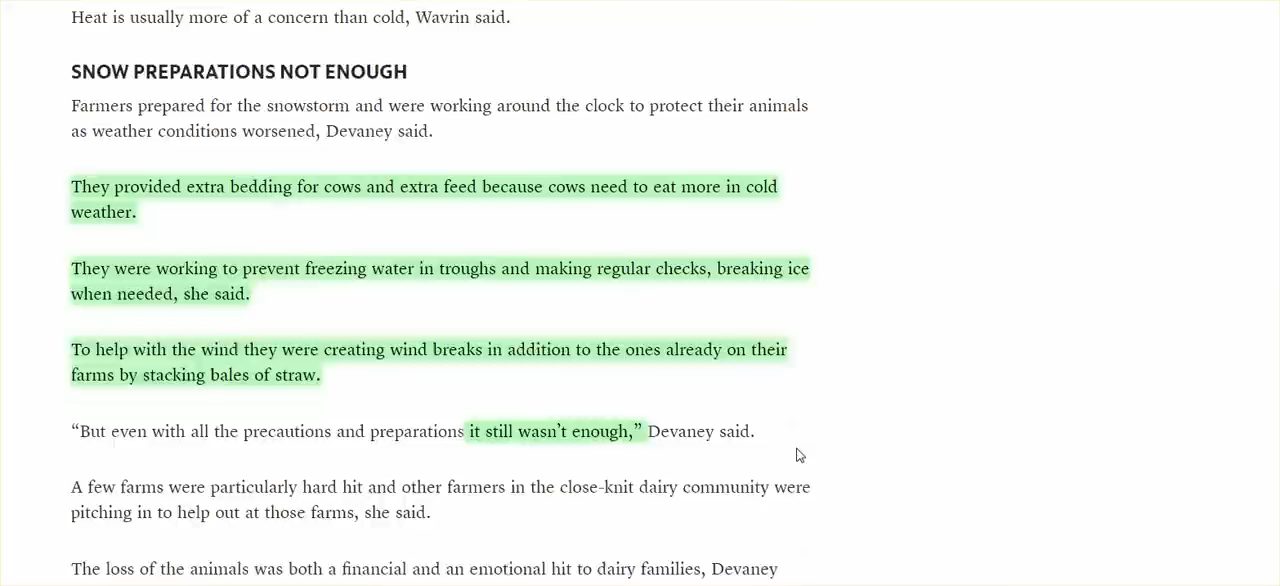 Heat is usually more of a concern than cold, Wavrin said.
SNOW PREPARATIONS NOT ENOUGH
Farmers prepared for the snowstorm and were working around the clock to protect their animals
as weather conditions worsened, Devaney said.
They provided extra bedding for cows and extra feed because cows need to eat more in cold
weather.
They were working to prevent freezing water in troughs and making regular checks, breaking ice
when needed, she said.
To help with the wind they were creating wind breaks in addition to the ones already on their
farms by stacking bales of straw.
“But even with all the precautions and preparations it still wasn’t enough,” Devaney said.
A few farms were particularly hard hit and other farmers in the close-knit dairy community were
pitching in to help out at those farms, she said.
The loss of the animals was both a financial and an emotional hit to dairy families, Devaney